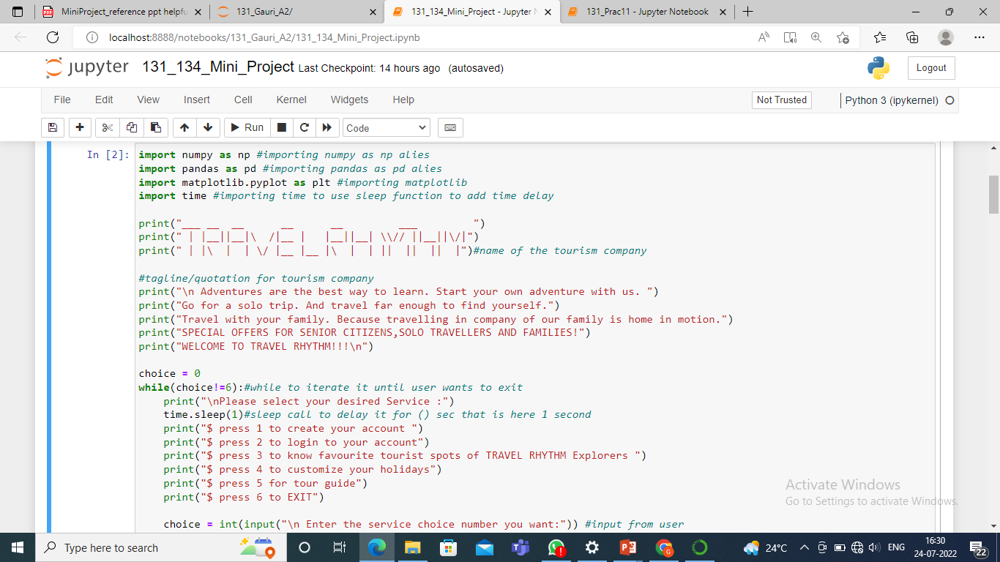 MiniProject_reference ppt helpfu
131_Gauri_A2/
131_134_Mini_Project - Jupyter N
131_Prac11 - Jupyter Notebook
localhost:8888/notebooks/131_Gauri_A2/131_134_Mini_Project.ipynb
jupyter 131_134_Mini_Project Last Checkpoint: 14 hours ago (autosaved)
Logout
File Edit View Insert Cell Kernel Widgets Help
Not Trusted
Python 3 (ipykernel)
Run
Code
In [2]:
import numpy as np #importing numpy as np alies
import pandas as pd #importing pandas as pd alies
import matplotlib.pyplot as plt #importing matplotlib
import time #importing time to use sleep function to add time delay
print("___ __  __      __      __         ___         ")
print(" | |__||__|\  /|__ |   |__||__| \\// ||__||\/|")
print(" | |\  |  | \/ |__ |__ |\  |  | ||  ||  ||  |")#name of the tourism company
#tagline/quotation for tourism company
print("\n Adventures are the best way to learn. Start your own adventure with us. ")
print("Go for a solo trip. And travel far enough to find yourself.")
print("Travel with your family. Because travelling in company of our family is home in motion.")
print("SPECIAL OFFERS FOR SENIOR CITIZENS,SOLO TRAVELLERS AND FAMILIES!")
print("WELCOME TO TRAVEL RHYTHM!!!\n")
choice = 0
while(choice!=6):#while to iterate it until user wants to exit
print("\nPlease select your desired Service :")
time.sleep(1)#sleep call to delay it for () sec that is here 1 second
print("$ press 1 to create your account ")
print("$ press 2 to login to your account")
print("$ press 3 to know favourite tourist spots of TRAVEL RHYTHM Explorers ")
print("$ press 4 to customize your holidays")
print("$ press 5 for tour guide")
print("$ press 6 to EXIT")
choice = int(input("\n Enter the service choice number you want:")) #input from user
Activate Windows
Go to Settings to activate Windows.
Type here to search
24°C
ENG
16:30
24-07-2022
22